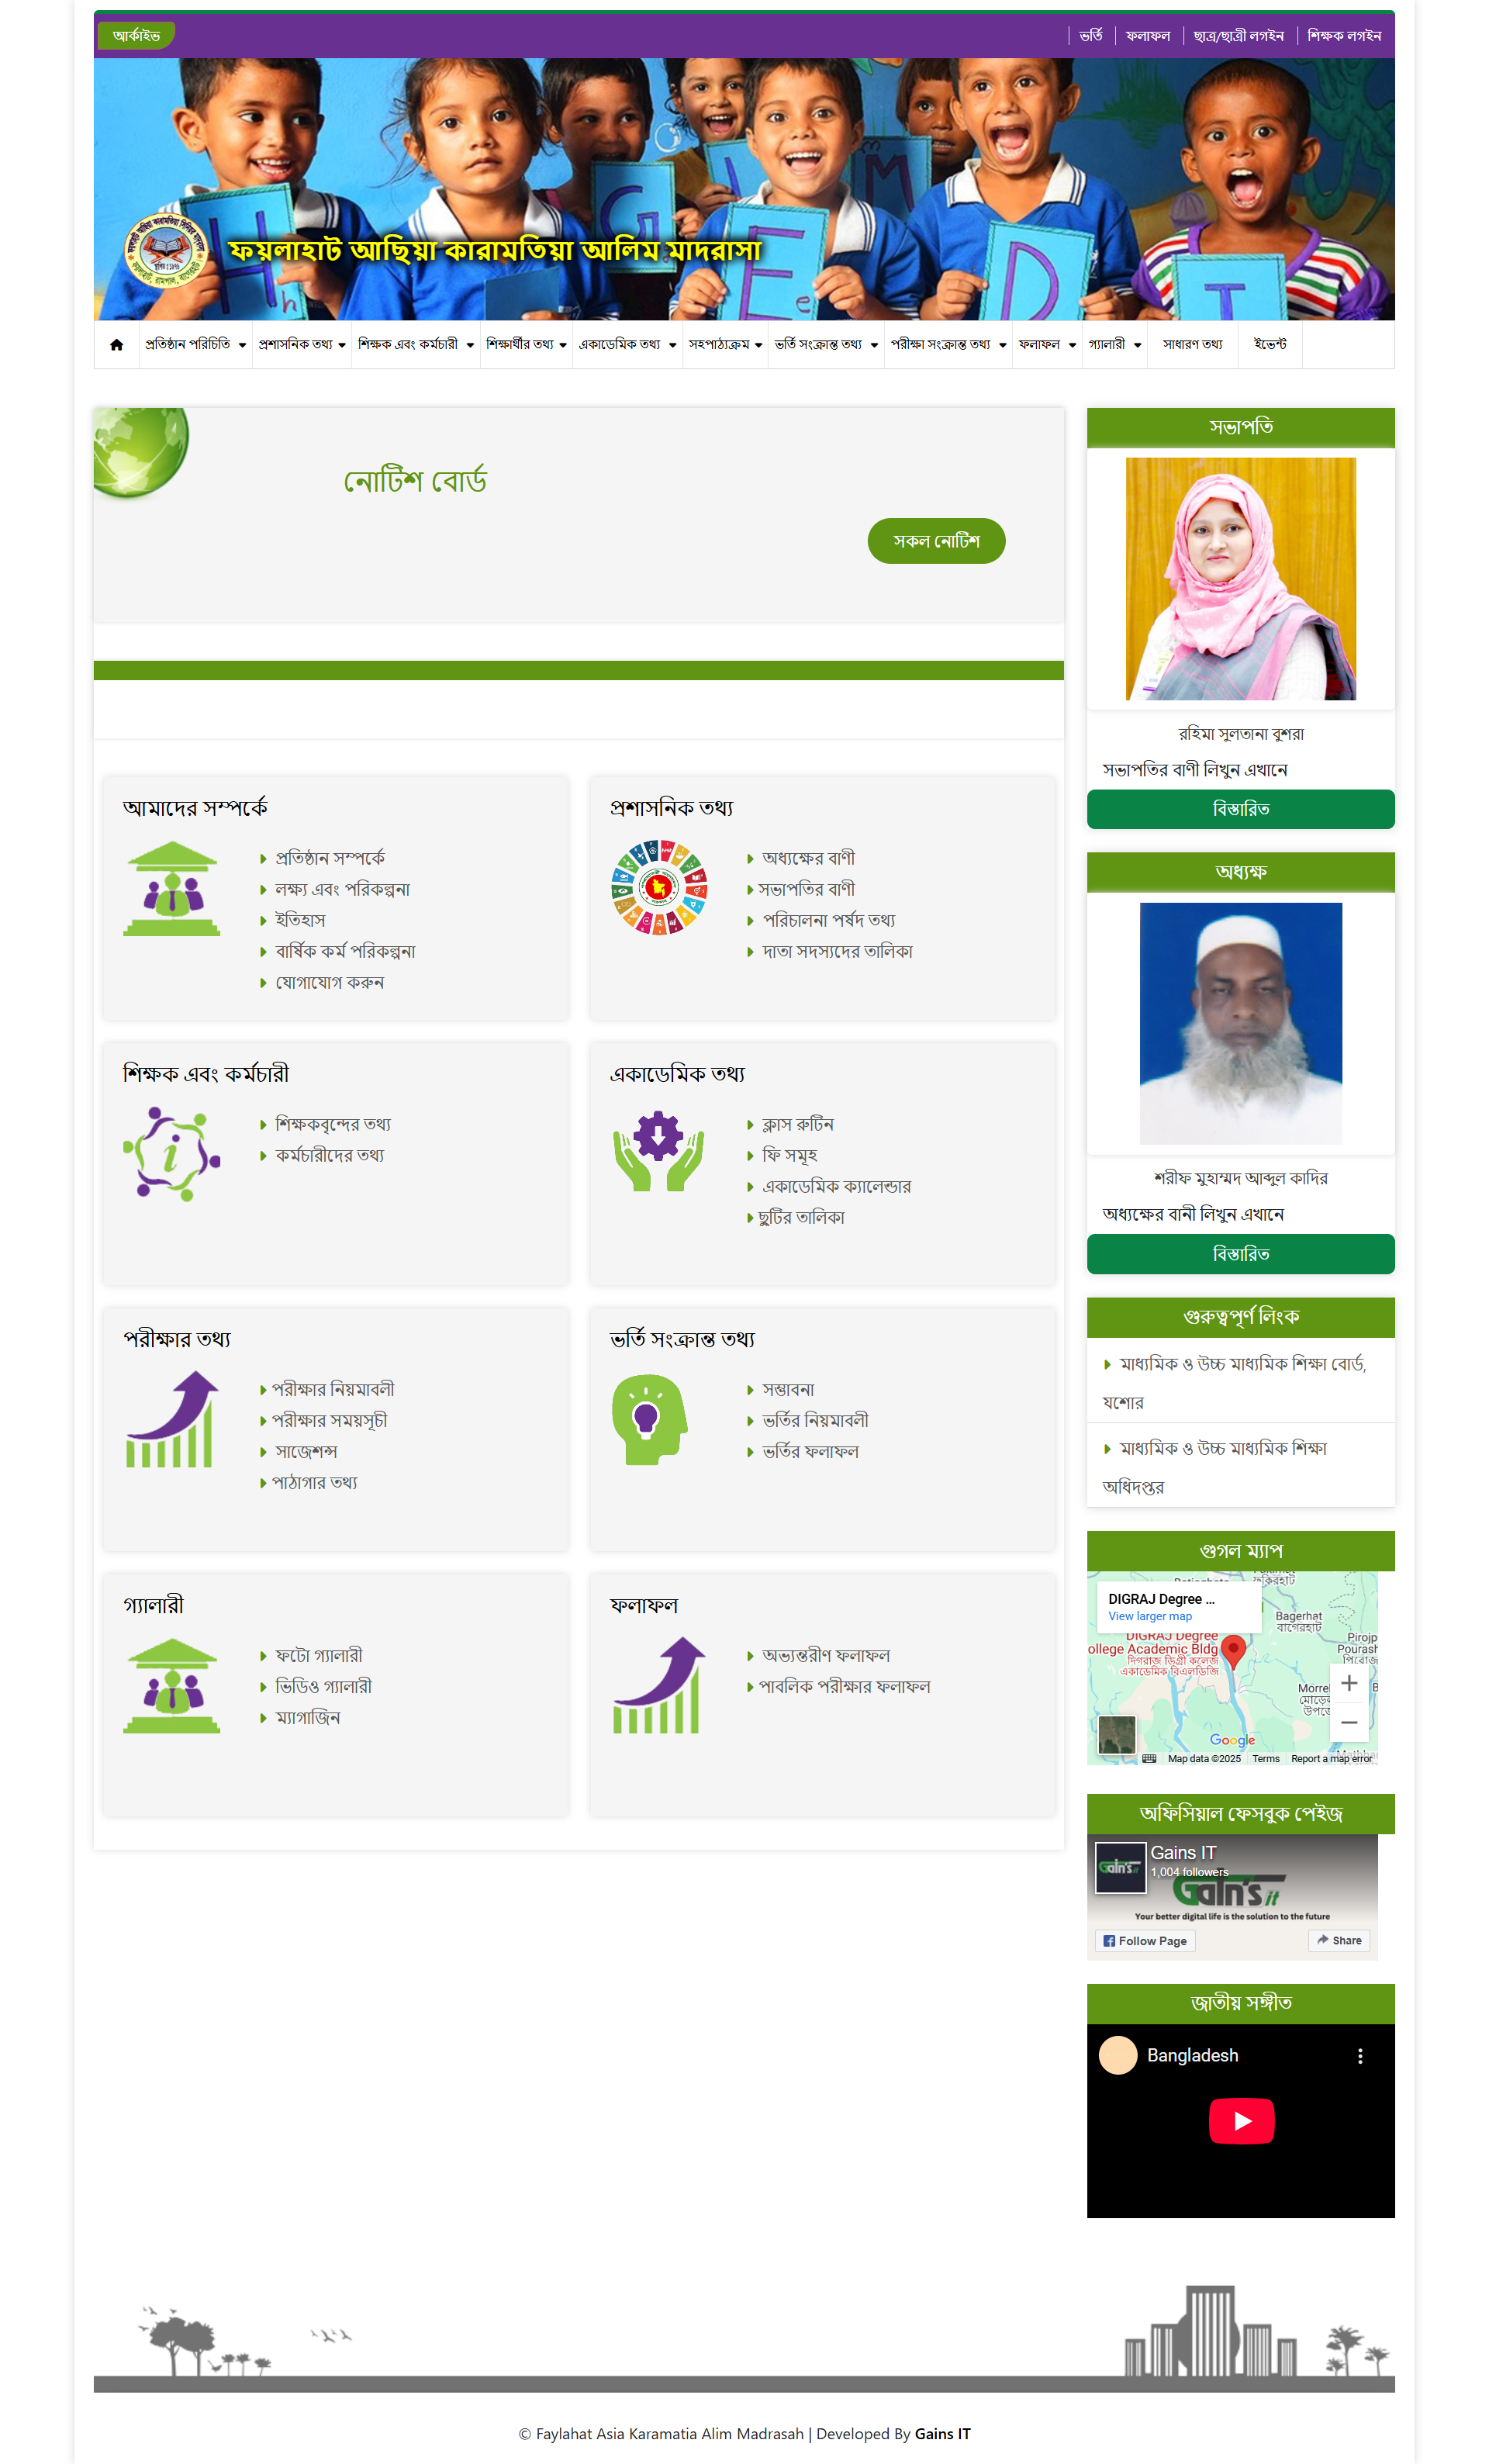 আর্কাইভ
ভর্তি
ফলাফল
ছাত্র/ছাত্রী লগইন
শিক্ষক লগইন
H
h
G
I
M
E
e
D
T
ফয়লাহাট আছিয়া কারামতিয়া আলিম মাদরাসা
প্রতিষ্ঠান পরিচিতি
প্রশাসনিক তথ্য
শিক্ষক এবং কর্মচারী
শিক্ষার্থীর তথ্য
একাডেমিক তথ্য
সহপাঠ্যক্রম
ভর্তি সংক্রান্ত তথ্য
পরীক্ষা সংক্রান্ত তথ্য
ফলাফল
গ্যালারী
সাধারণ তথ্য
ইভেন্ট
নোটিশ বোর্ড
সকল নোটিশ
আমাদের সম্পর্কে
প্রতিষ্ঠান সম্পর্কে
লক্ষ্য এবং পরিকল্পনা
ইতিহাস
বার্ষিক কর্ম পরিকল্পনা
যোগাযোগ করুন
প্রশাসনিক তথ্য
অধ্যক্ষের বাণী
সভাপতির বাণী
পরিচালনা পর্ষদ তথ্য
দাতা সদস্যদের তালিকা
শিক্ষক এবং কর্মচারী
শিক্ষকবৃন্দের তথ্য
কর্মচারীদের তথ্য
একাডেমিক তথ্য
ক্লাস রুটিন
ফি সমূহ
একাডেমিক ক্যালেন্ডার
ছুটির তালিকা
পরীক্ষার তথ্য
পরীক্ষার নিয়মাবলী
পরীক্ষার সময়সূচী
সাজেশন্স
পাঠাগার তথ্য
ভর্তি সংক্রান্ত তথ্য
সম্ভাবনা
ভর্তির নিয়মাবলী
ভর্তির ফলাফল
গ্যালারী
ফটো গ্যালারী
ভিডিও গ্যালারী
ম্যাগাজিন
ফলাফল
অভ্যন্তরীণ ফলাফল
পাবলিক পরীক্ষার ফলাফল
সভাপতি
রহিমা সুলতানা বুশরা
সভাপতির বাণী লিখুন এখানে
বিস্তারিত
অধ্যক্ষ
শরীফ মুহাম্মদ আব্দুল কাদির
অধ্যক্ষের বানী লিখুন এখানে
বিস্তারিত
গুরুত্বপূর্ণ লিংক
মাধ্যমিক ও উচ্চ মাধ্যমিক শিক্ষা বোর্ড,
যশোর
মাধ্যমিক ও উচ্চ মাধ্যমিক শিক্ষা
অধিদপ্তর
গুগল ম্যাপ
DIGRAJ Degree ...
View larger map
Bagerhat
বাগেরহাট
DIGRAJ Degree
ollege Academic Bldg
দিগরাজ ডিগ্রী কলেজ
একাডেমিক বিএলডিজি
Google
Map data ©2025
Terms
Report a map error
অফিসিয়াল ফেসবুক পেইজ
Gains IT
1,004 followers
Gain's it
Your better digital life is the solution to the future
Follow Page
Share
জাতীয় সঙ্গীত
Bangladesh
© Faylahat Asia Karamatia Alim Madrasah | Developed By Gains IT